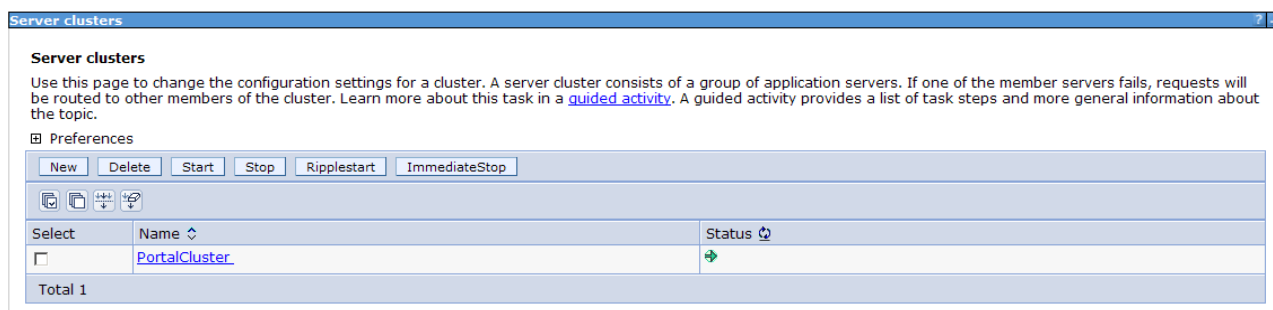 Server clusters
?
Server clusters
Use this page to change the configuration settings for a cluster. A server cluster consists of a group of application servers. If one of the member servers fails, requests will
be routed to other members of the cluster. Learn more about this task in a guided activity. A guided activity provides a list of task steps and more general information about
the topic.
Preferences
New Delete Start Stop Ripplestart ImmediateStop
Select Name Status
PortalCluster
Total 1